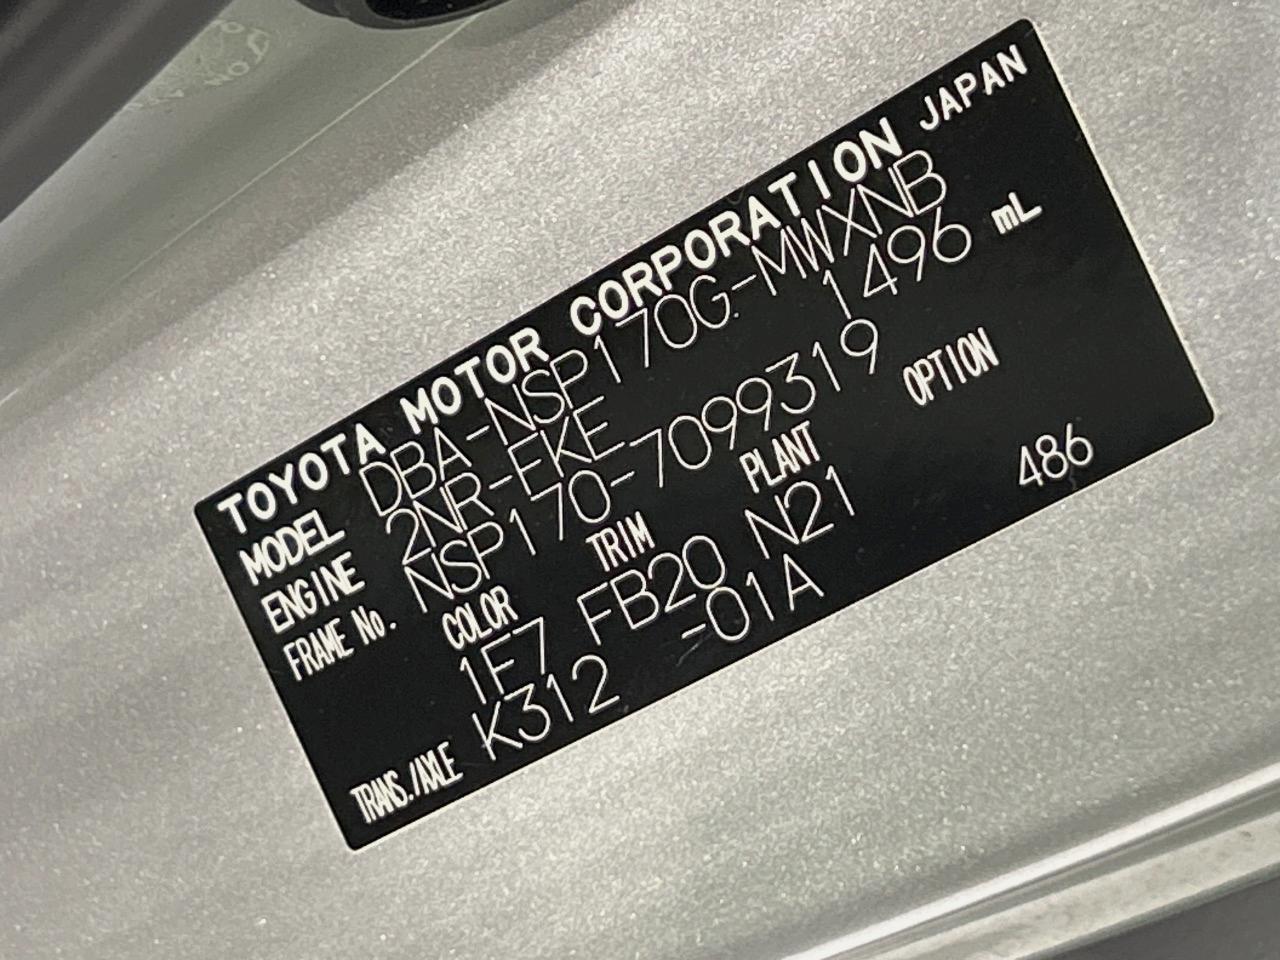 TOYOTA MOTOR CORPORATION JAPAN
MODEL DBA-NSP170G-MWXNB
ENGINE 2NR-FKE 1496 mL
FRAME No. NSP170-7099319
COLOR TRIM PLANT OPTION
1F7 FB20 N21 486
TRANS./AXLE K312 -01A